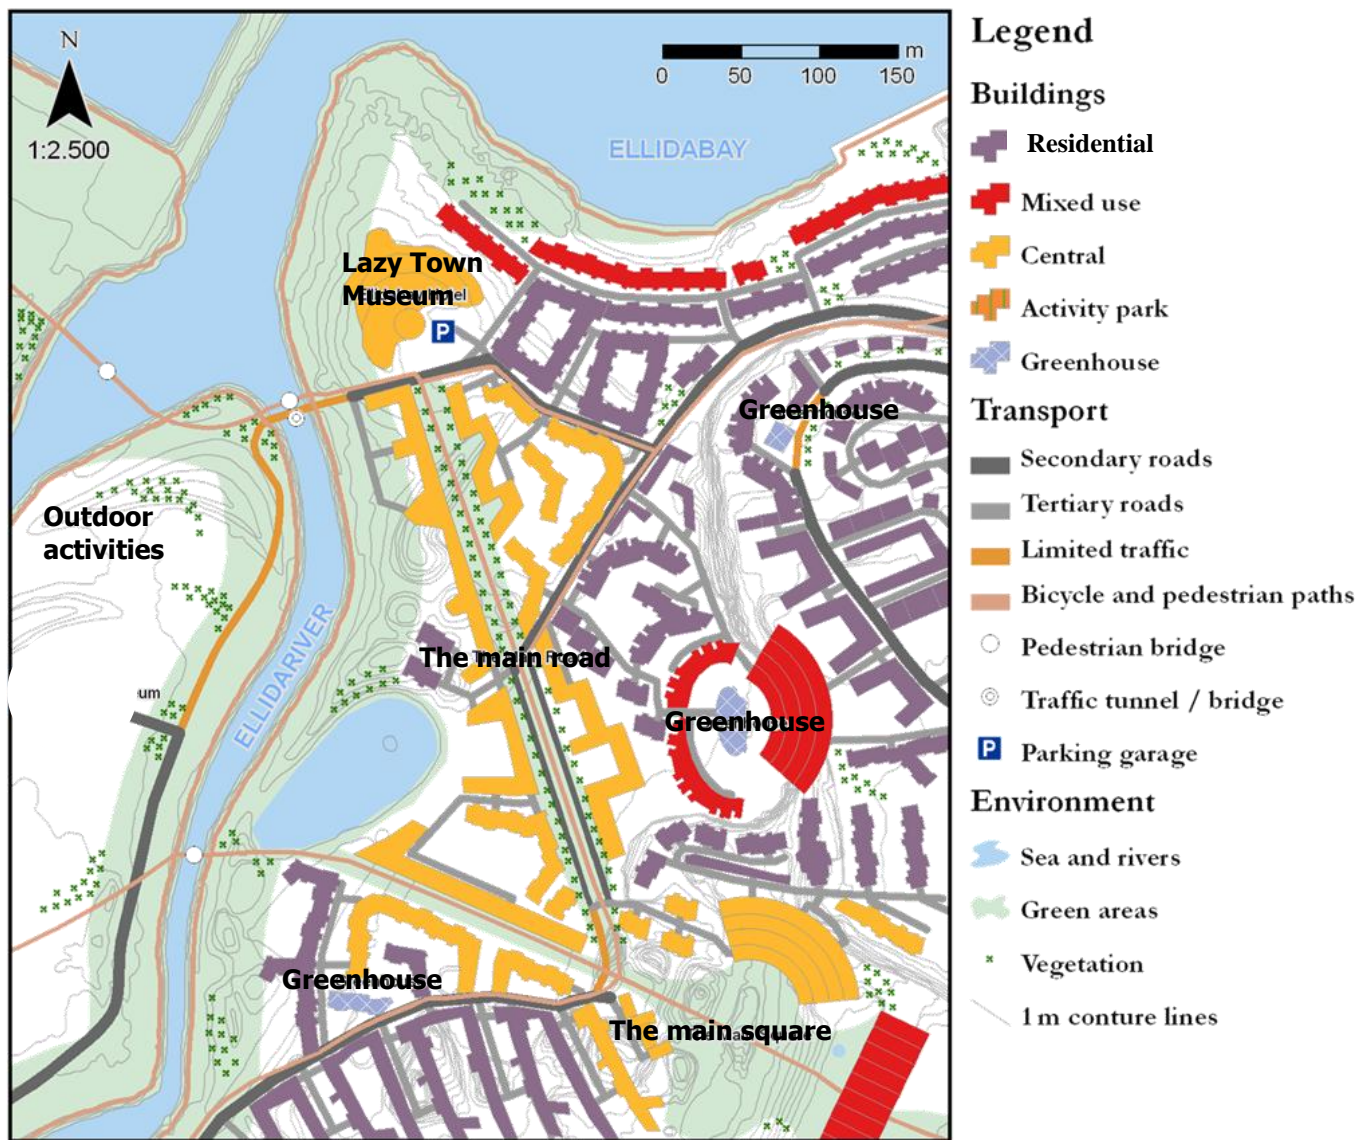 N
1:2.500
m
0 50 100 150
ELLIDABAY
Lazy Town
Museum
P
Greenhouse
Outdoor
activities
ELLIDARIVER
The main road
um
Greenhouse
Greenhouse
The main square
Legend
Buildings
Residential
Mixed use
Central
Activity park
Greenhouse
Transport
Secondary roads
Tertiary roads
Limited traffic
Bicycle and pedestrian paths
Pedestrian bridge
Traffic tunnel / bridge
P Parking garage
Environment
Sea and rivers
Green areas
Vegetation
1m conture lines